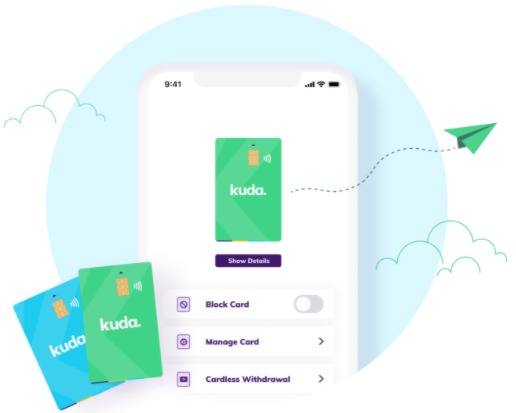 9:41
kuda.
Show Details
Block Card
Manage Card
Cardless Withdrawal
kuda.
kuda.